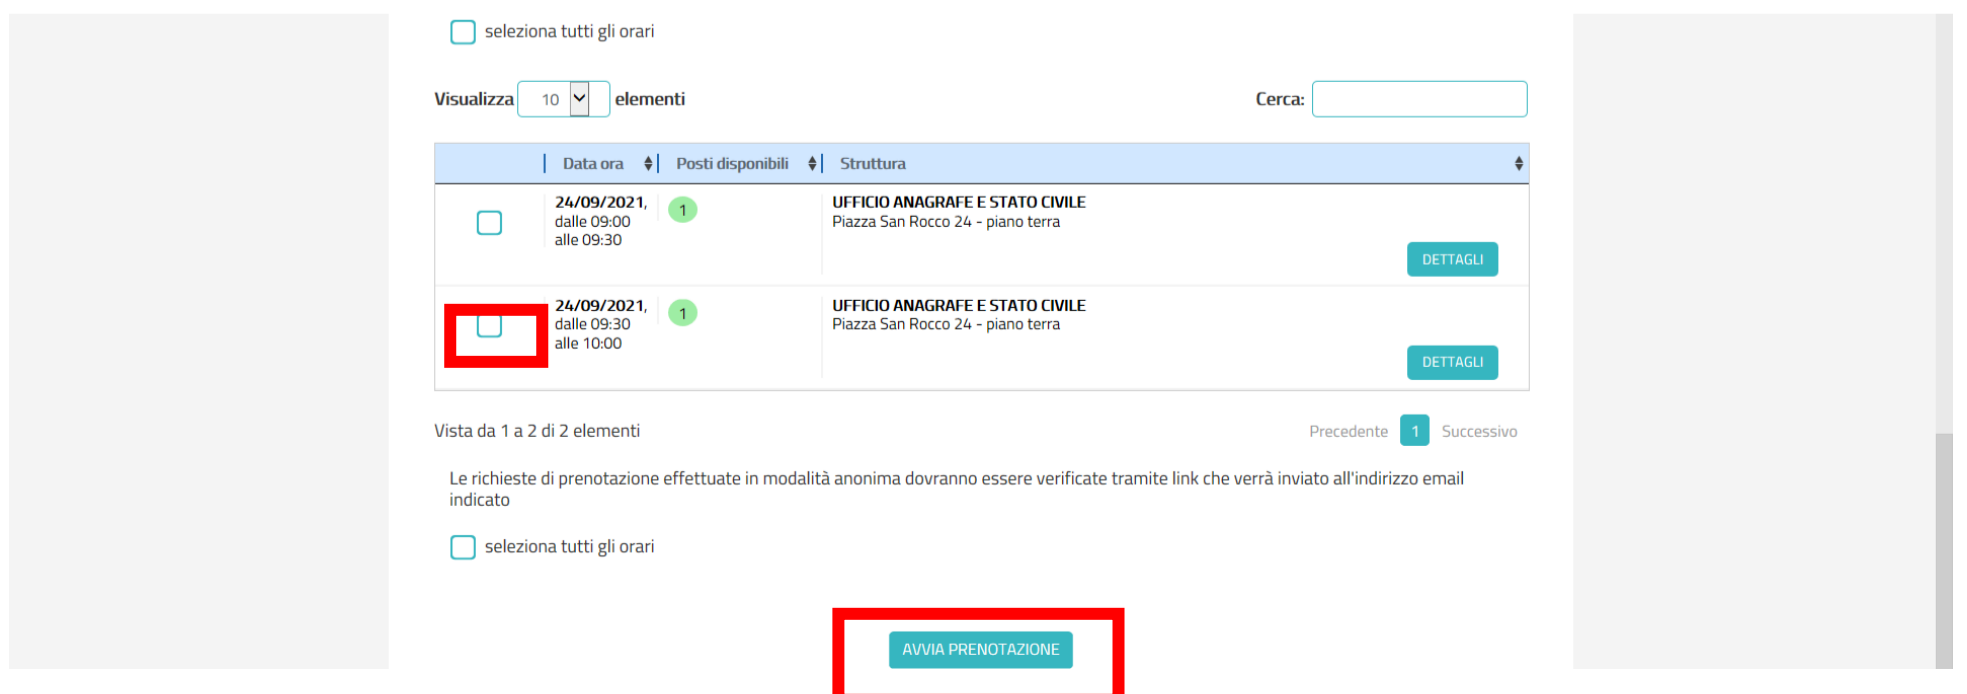 seleziona tutti gli orari
Visualizza 10 elementi
Cerca:
Data ora Posti disponibili Struttura
24/09/2021,
dalle 09:00
alle 09:30
1
UFFICIO ANAGRAFE E STATO CIVILE
Piazza San Rocco 24 - piano terra
DETTAGLI
24/09/2021,
dalle 09:30
alle 10:00
1
UFFICIO ANAGRAFE E STATO CIVILE
Piazza San Rocco 24 - piano terra
DETTAGLI
Vista da 1 a 2 di 2 elementi
Precedente 1 Successivo
Le richieste di prenotazione effettuate in modalità anonima dovranno essere verificate tramite link che verrà inviato all'indirizzo email
indicato
seleziona tutti gli orari
AVVIA PRENOTAZIONE